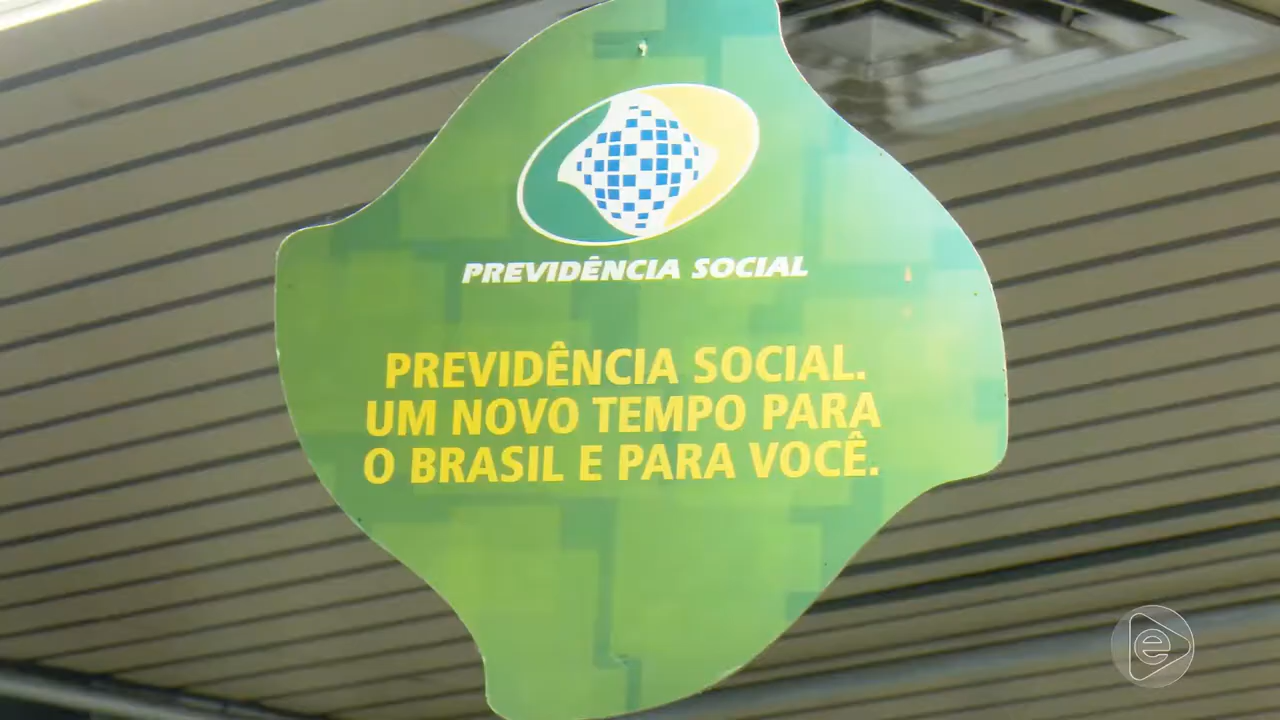 PREVIDÊNCIA SOCIAL
PREVIDÊNCIA SOCIAL.
UM NOVO TEMPO PARA
O BRASIL E PARA VOCÊ.
e